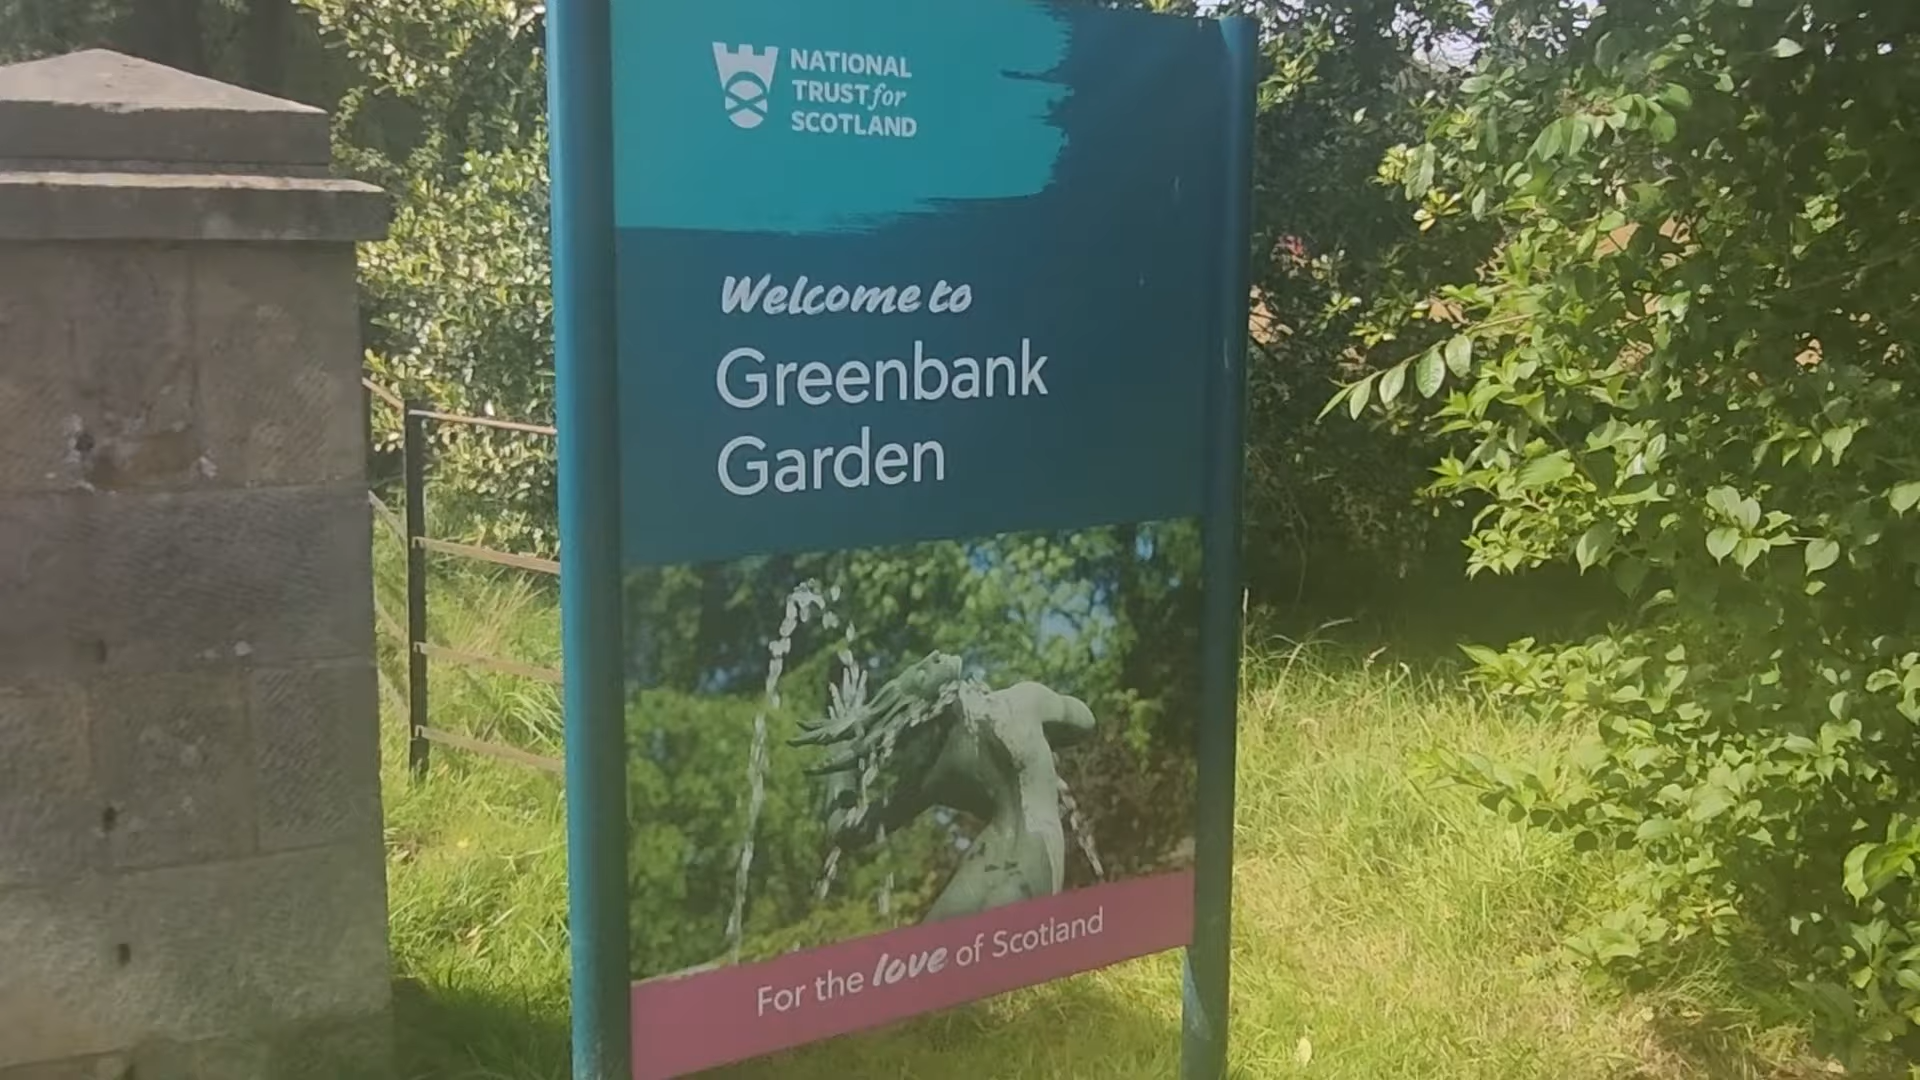 NATIONAL
TRUST for
SCOTLAND
Welcome to
Greenbank
Garden
For the love of Scotland